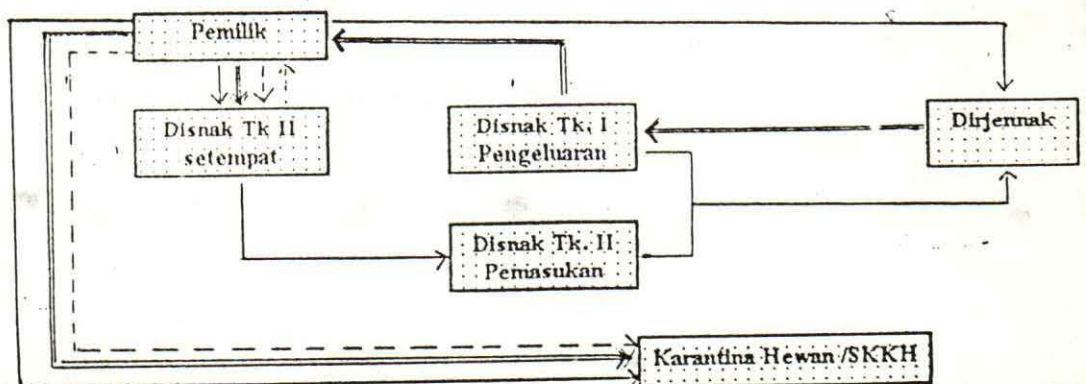 Pemilik
Disnak Tk II
setempat
Disnak Tk. I
Pengeluaran
Dirjennak
Disnak Tk. II
Pemasukan
Karantina Hewan /SKKH